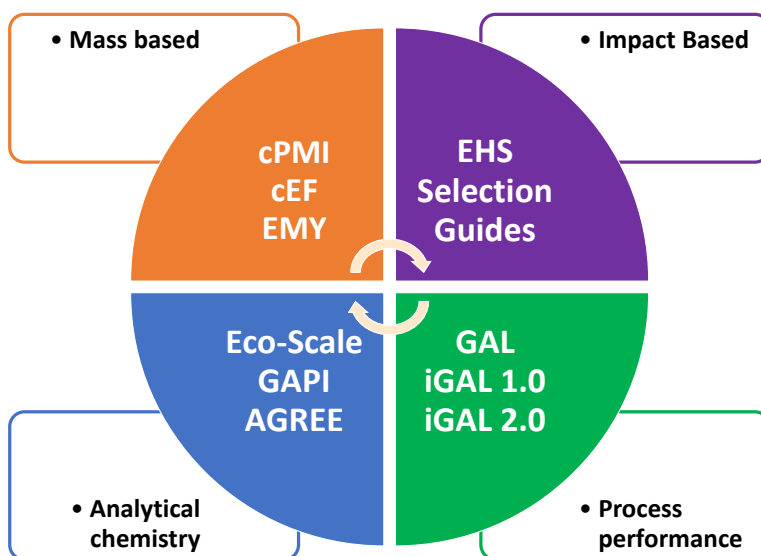 • Mass based
• Impact Based
cPMI
cEF
EMY
EHS
Selection
Guides
Eco-Scale
GAPI
AGREE
GAL
iGAL 1.0
iGAL 2.0
• Analytical
chemistry
• Process
performance